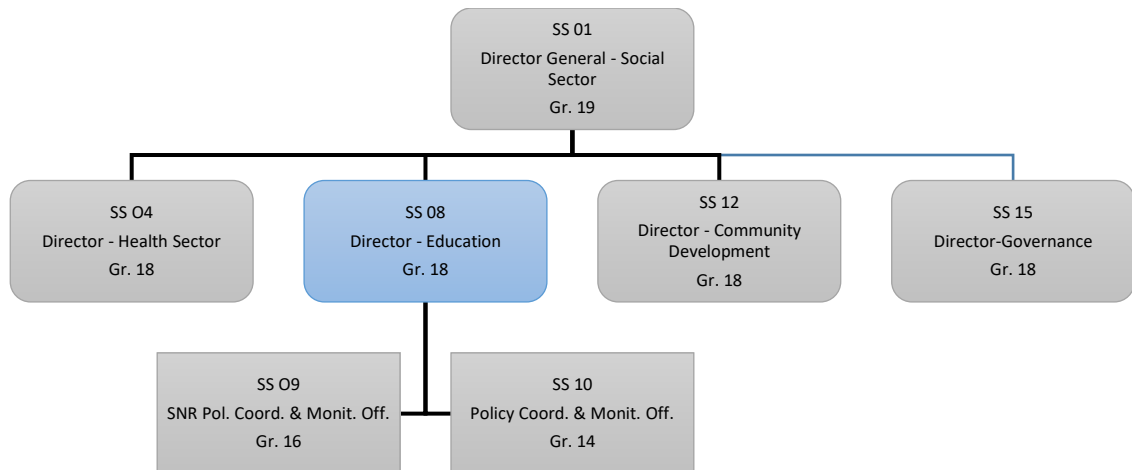 SS 01
Director General - Social
Sector
Gr. 19
SS O4
Director - Health Sector
Gr. 18
SS 08
Director - Education
Gr. 18
SS 12
Director - Community
Development
Gr. 18
SS 15
Director-Governance
Gr. 18
SS O9
SNR Pol. Coord. & Monit. Off.
Gr. 16
SS 10
Policy Coord. & Monit. Off.
Gr. 14